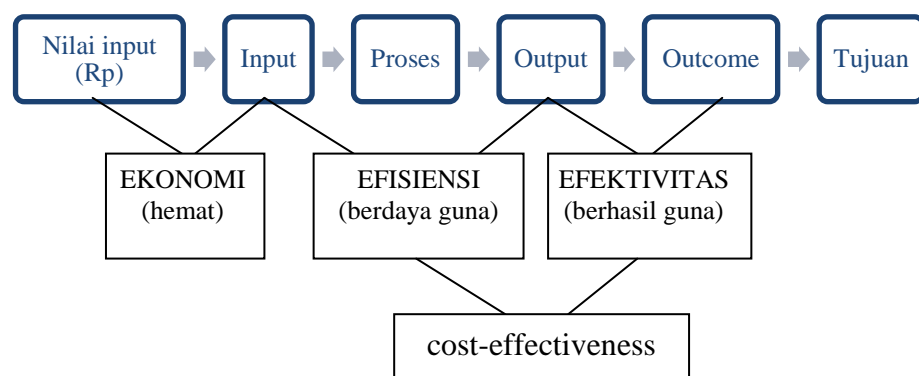 Nilai input
(Rp)
Input
Proses
Output
Outcome
Tujuan
EKONOMI
(hemat)
EFISIENSI
(berdaya guna)
EFEKTIVITAS
(berhasil guna)
cost-effectiveness